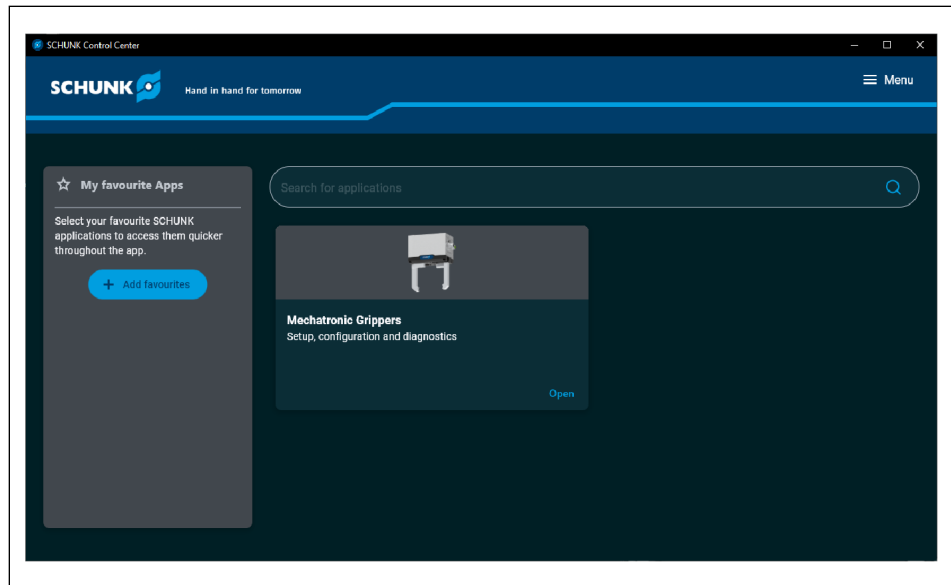 SCHUNK Control Center
SCHUNK
Hand in hand for tomorrow
Menu
My favourite Apps
Select your favourite SCHUNK
applications to access them quicker
throughout the app.
+ Add favourites
Search for applications
Mechatronic Grippers
Setup, configuration and diagnostics
Open